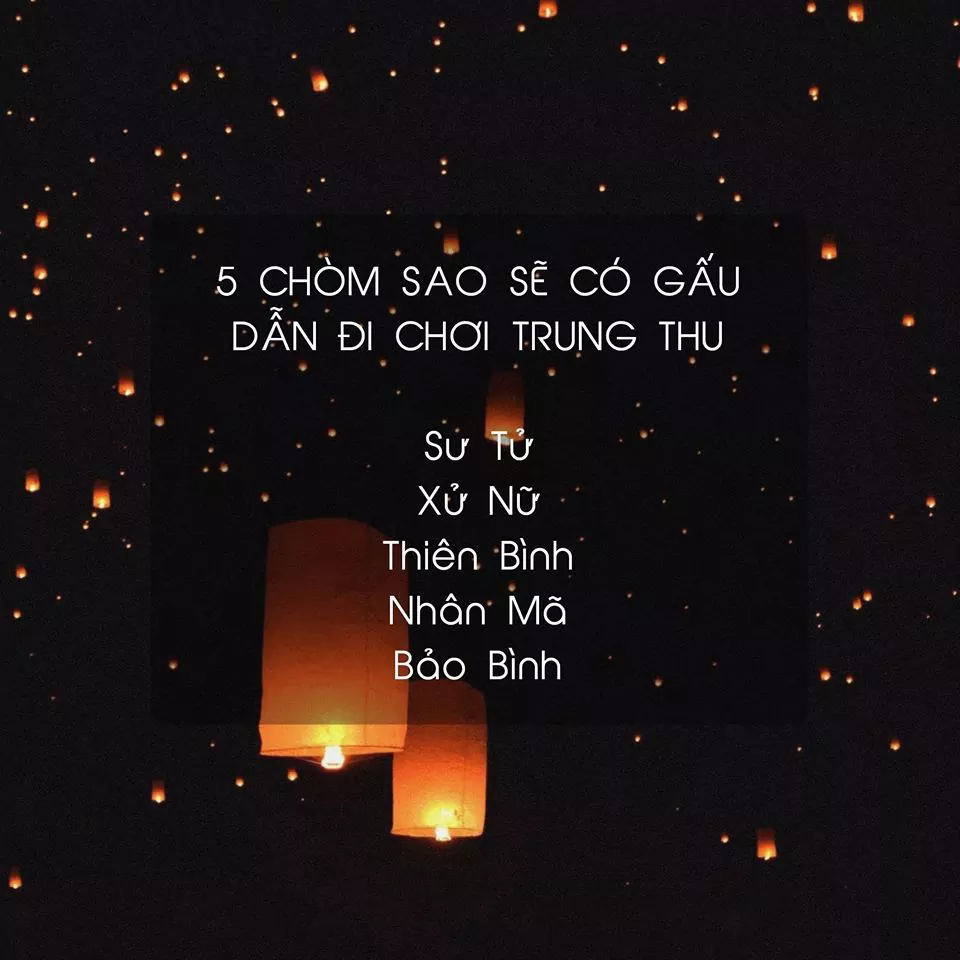 5 CHÒM SAO SẼ CÓ GẤU
DẪN ĐI CHƠI TRUNG THU
Sư Tử
Xử Nữ
Thiên Bình
Nhân Mã
Bảo Bình